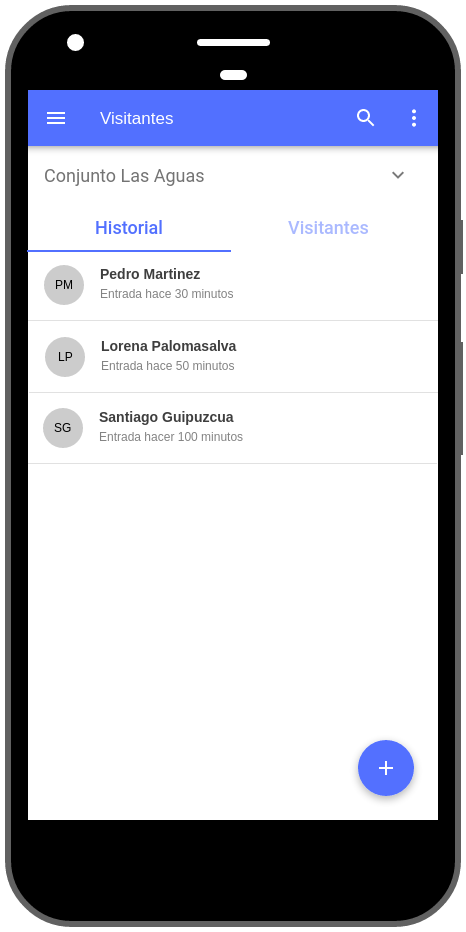 Visitantes
Conjunto Las Aguas
Historial Visitantes
PM
Pedro Martinez
Entrada hace 30 minutos
LP
Lorena Palomasalva
Entrada hace 50 minutos
SG
Santiago Guipuzcua
Entrada hacer 100 minutos